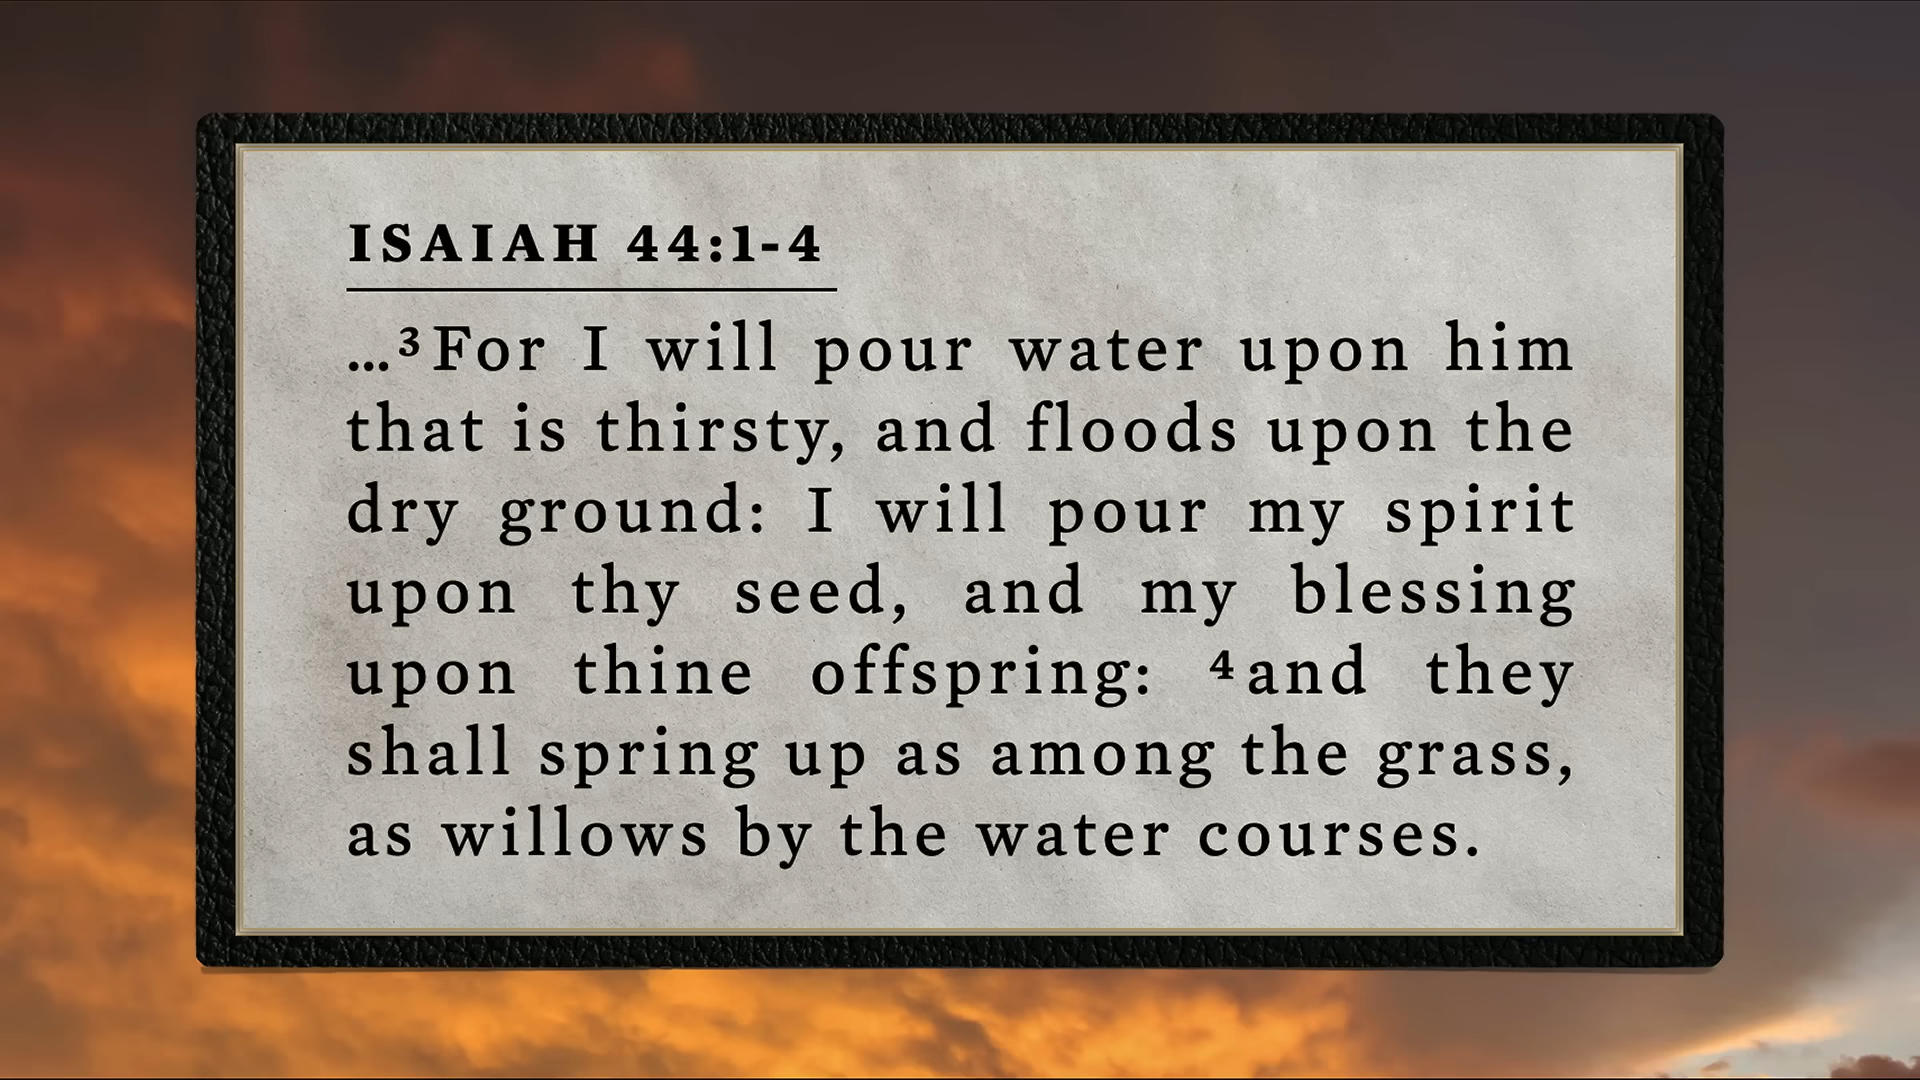 ISAIAH 44:1-4
...³For I will pour water upon him
that is thirsty, and floods upon the
dry ground: I will pour my spirit
upon thy seed, and my blessing
upon thine offspring: ⁴and they
shall spring up as among the grass,
as willows by the water courses.